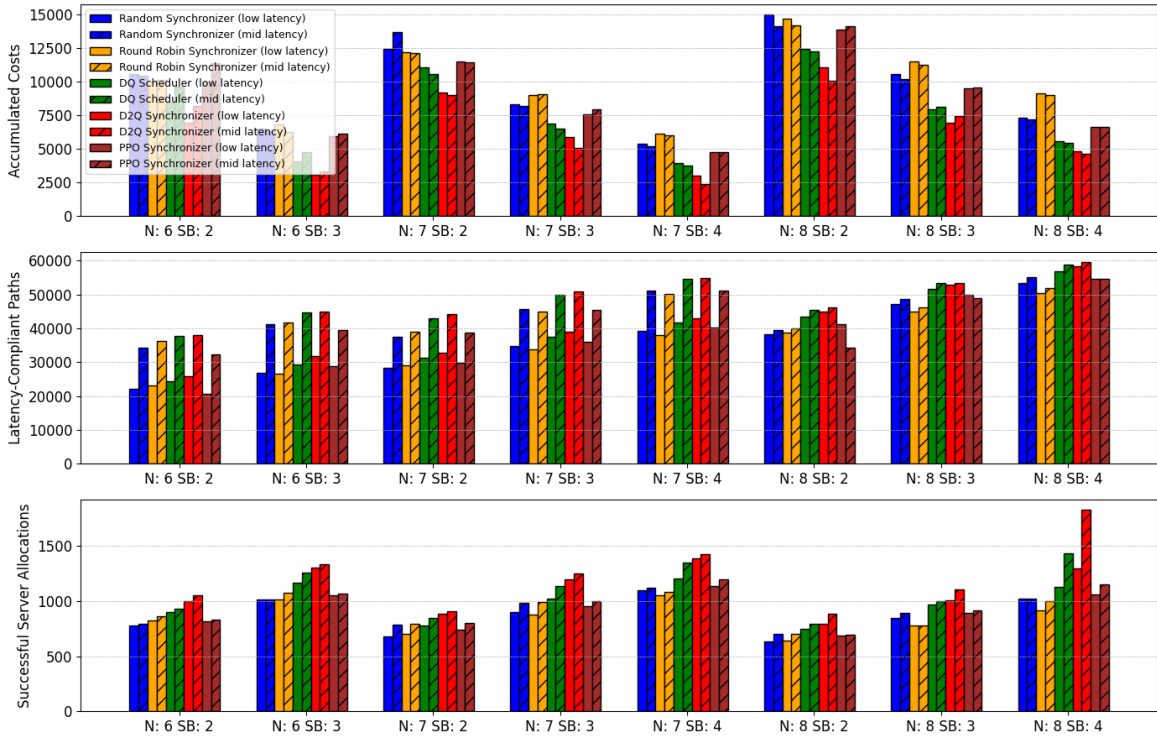 Accumulated Costs
15000
12500
10000
7500
5000
2500
0
Random Synchronizer (low latency)
Random Synchronizer (mid latency)
Round Robin Synchronizer (low latency)
Round Robin Synchronizer (mid latency)
DQ Scheduler (low latency)
DQ Scheduler (mid latency)
D2Q Synchronizer (low latency)
D2Q Synchronizer (mid latency)
PPO Synchronizer (low latency)
PPO Synchronizer (mid latency)
N: 6 SB: 2 N: 6 SB: 3 N: 7 SB: 2 N: 7 SB: 3 N: 7 SB: 4 N: 8 SB: 2 N: 8 SB: 3 N: 8 SB: 4
Latency-Compliant Paths
60000
50000
40000
30000
20000
10000
0
N: 6 SB: 2 N: 6 SB: 3 N: 7 SB: 2 N: 7 SB: 3 N: 7 SB: 4 N: 8 SB: 2 N: 8 SB: 3 N: 8 SB: 4
Successful Server Allocations
1500
1000
500
0
N: 6 SB: 2 N: 6 SB: 3 N: 7 SB: 2 N: 7 SB: 3 N: 7 SB: 4 N: 8 SB: 2 N: 8 SB: 3 N: 8 SB: 4